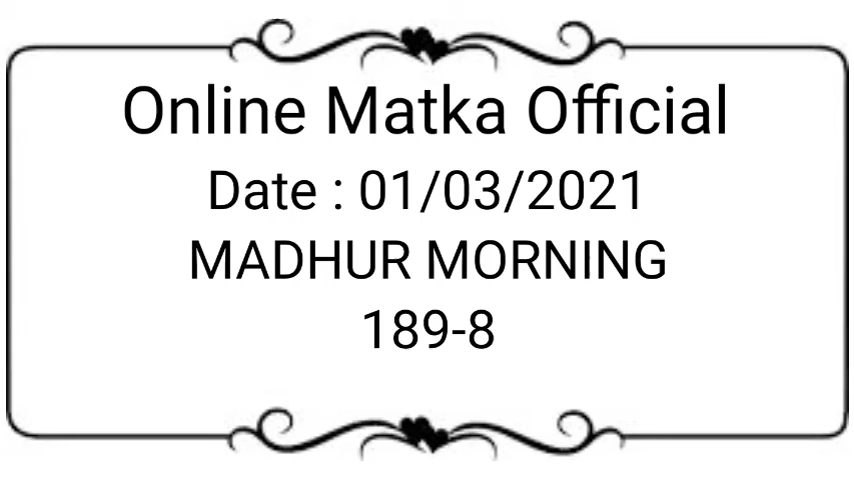 Online Matka Official
Date : 01/03/2021
MADHUR MORNING
189-8